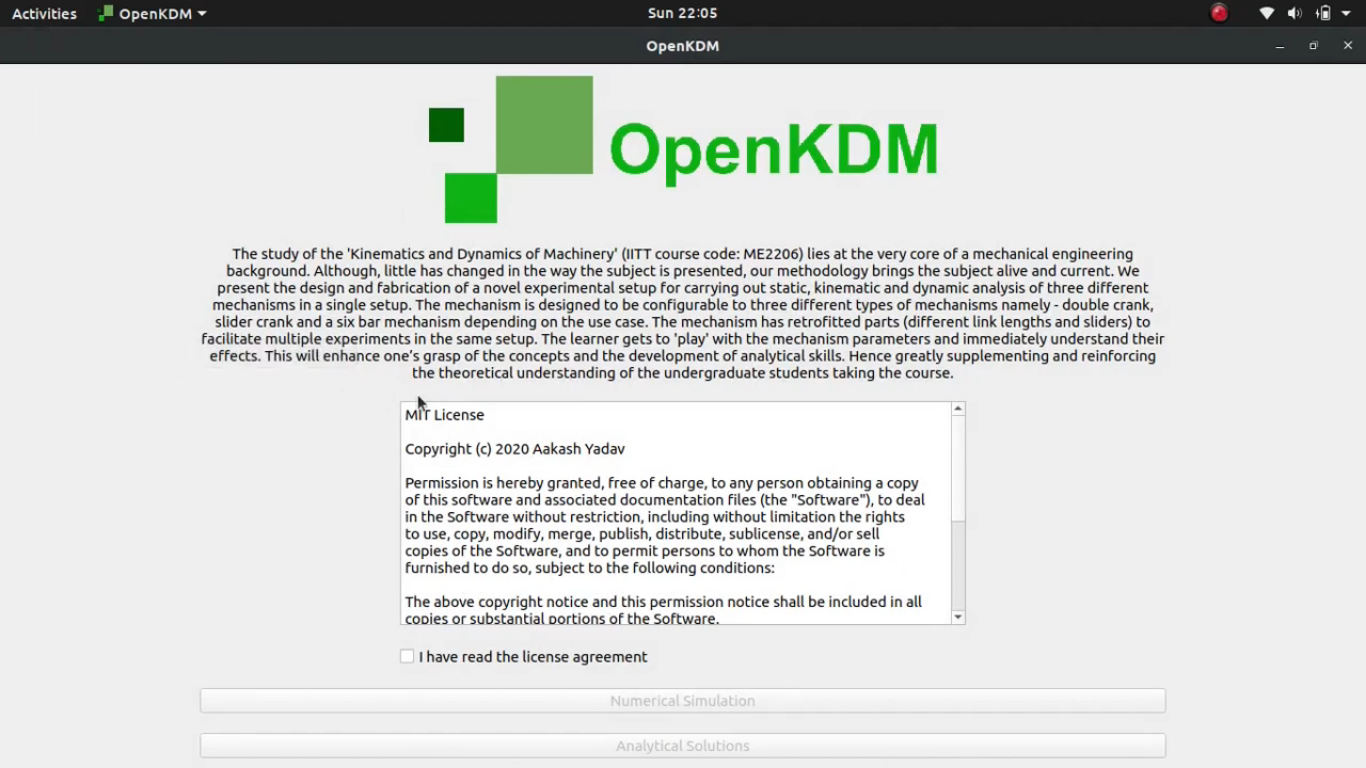 Activities OpenKDM Sun 22:05
OpenKDM
OpenKDM
The study of the 'Kinematics and Dynamics of Machinery' (IITT course code: ME2206) lies at the very core of a mechanical engineering
background. Although, little has changed in the way the subject is presented, our methodology brings the subject alive and current. We
present the design and fabrication of a novel experimental setup for carrying out static, kinematic and dynamic analysis of three different
mechanisms in a single setup. The mechanism is designed to be configurable to three different types of mechanisms namely - double crank,
slider crank and a six bar mechanism depending on the use case. The mechanism has retrofitted parts (different link lengths and sliders) to
facilitate multiple experiments in the same setup. The learner gets to 'play' with the mechanism parameters and immediately understand their
effects. This will enhance one's grasp of the concepts and the development of analytical skills. Hence greatly supplementing and reinforcing
the theoretical understanding of the undergraduate students taking the course.
MIT License
Copyright (c) 2020 Aakash Yadav
Permission is hereby granted, free of charge, to any person obtaining a copy
of this software and associated documentation files (the "Software"), to deal
in the Software without restriction, including without limitation the rights
to use, copy, modify, merge, publish, distribute, sublicense, and/or sell
copies of the Software, and to permit persons to whom the Software is
furnished to do so, subject to the following conditions:
The above copyright notice and this permission notice shall be included in all
copies or substantial portions of the Software.
I have read the license agreement
Numerical Simulation
Analytical Solutions